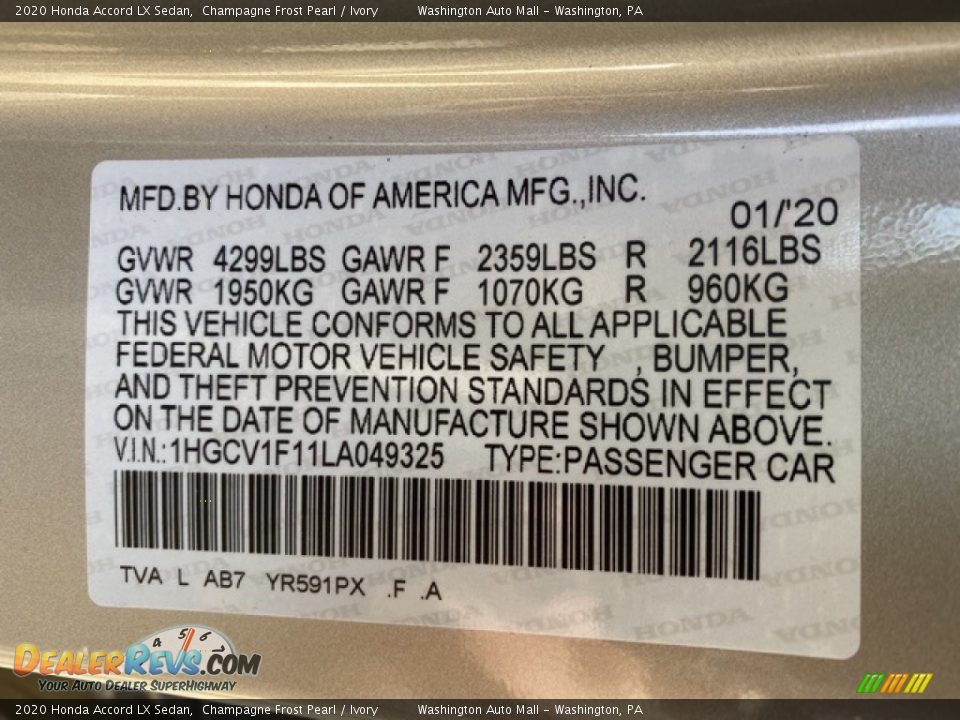 2020 Honda Accord LX Sedan,  Champagne Frost Pearl / Ivory  Washington Auto Mall - Washington, PA
MFD.BY HONDA OF AMERICA MFG.,INC.
01/'20
GVWR 4299LBS GAWR F 2359LBS R 2116LBS
GVWR 1950KG GAWR F 1070KG R 960KG
THIS VEHICLE CONFORMS TO ALL APPLICABLE
FEDERAL MOTOR VEHICLE SAFETY , BUMPER,
AND THEFT PREVENTION STANDARDS IN EFFECT
ON THE DATE OF MANUFACTURE SHOWN ABOVE.
V.I.N.:1HGCV1F11LA049325 TYPE:PASSENGER CAR
TVA L AB7 YR591PX .F .A
4 5 6
DEALERREVS.COM
YOUR AUTO DEALER SUPERHIGHWAY
2020 Honda Accord LX Sedan,  Champagne Frost Pearl / Ivory  Washington Auto Mall - Washington, PA